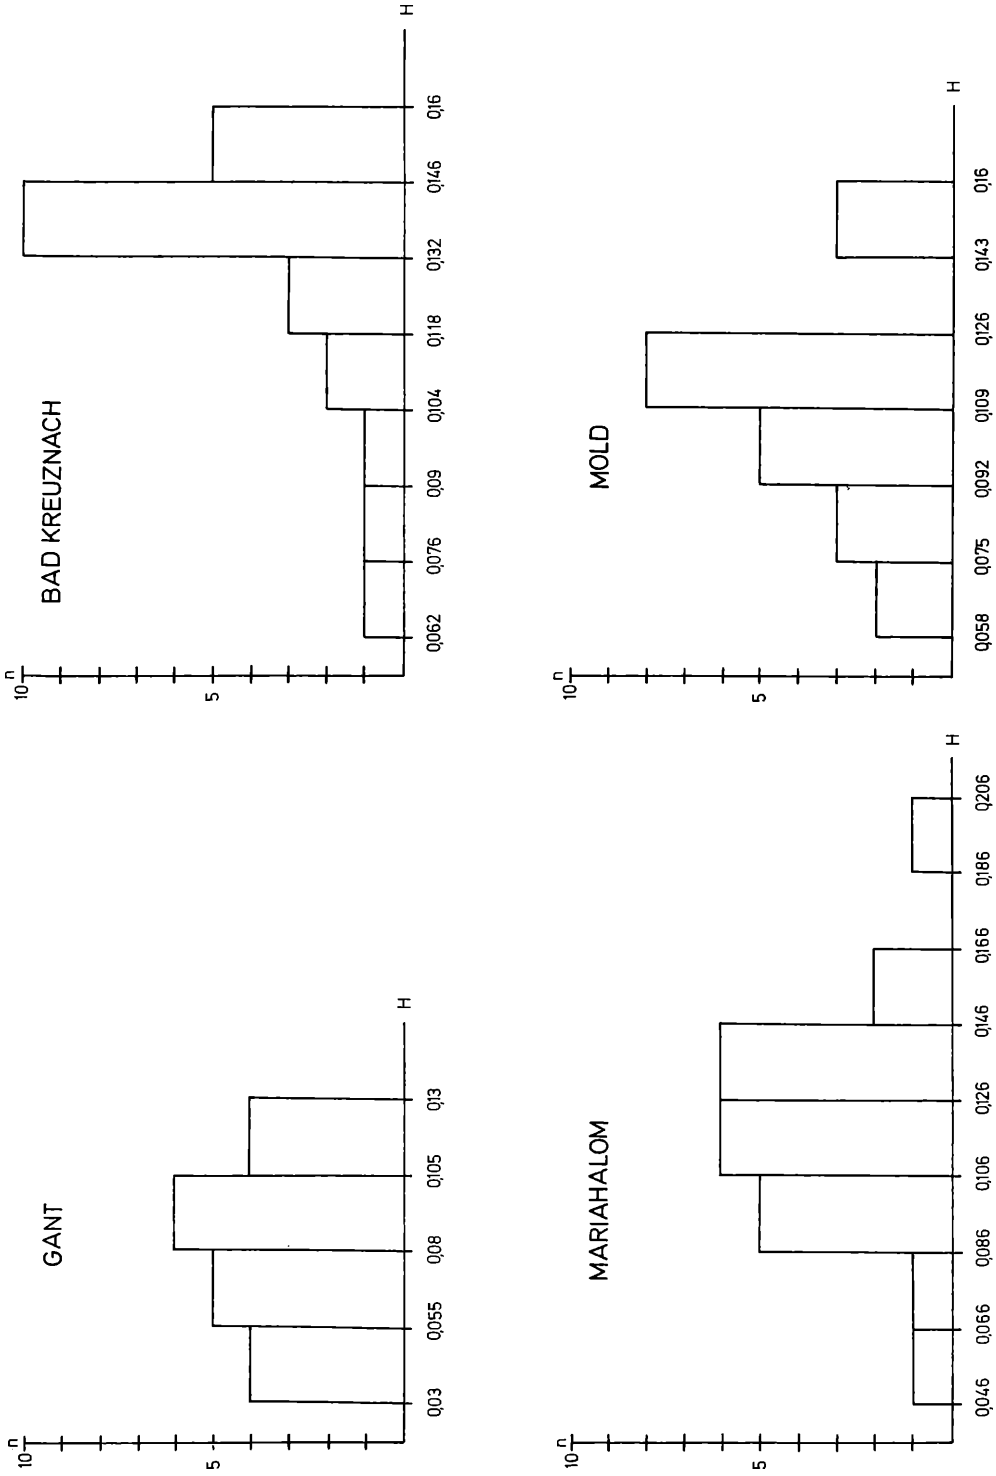 GANT
n
10
5
0,03 0,055 0,08 0,105 0,13
H
BAD KREUZNACH
n
10
5
0,062 0,076 0,09 0,104 0,118 0,132 0,146 0,16
H
MARIAHALOM
n
10
5
0,046 0,066 0,086 0,106 0,126 0,146 0,166 0,186 0,206
H
MOLD
n
10
5
0,058 0,075 0,092 0,109 0,126 0,143 0,16
H